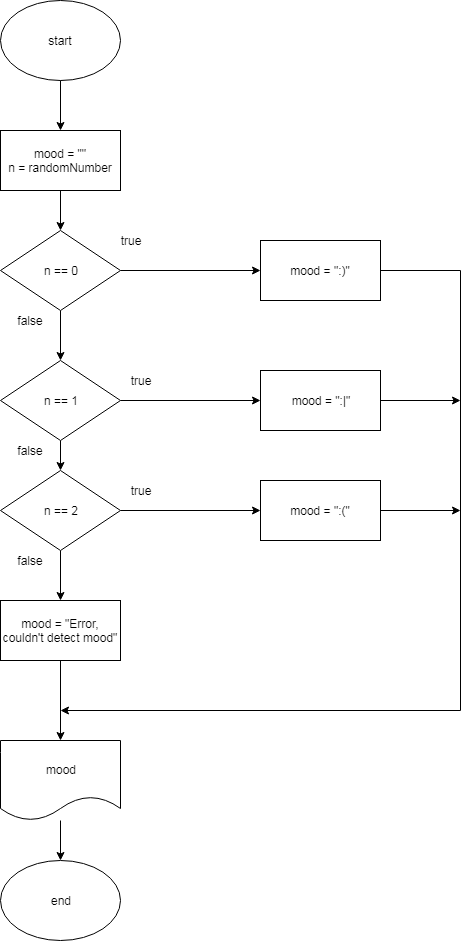 start
mood = ""
n = randomNumber
true
n == 0
mood = ":)"
false
true
n == 1
mood = ":|"
false
true
n == 2
mood = ":("
false
mood = "Error,
couldn't detect mood"
mood
end